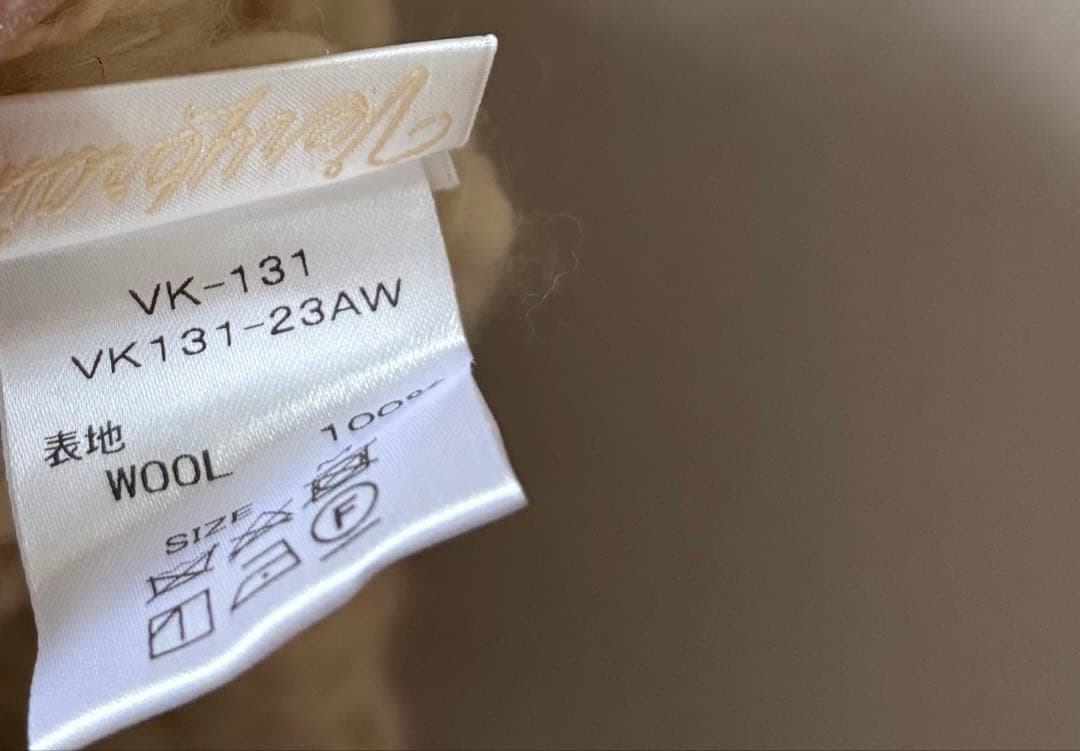 VK-131
VK131-23AW
表地
WOOL 100%
SIZE
F